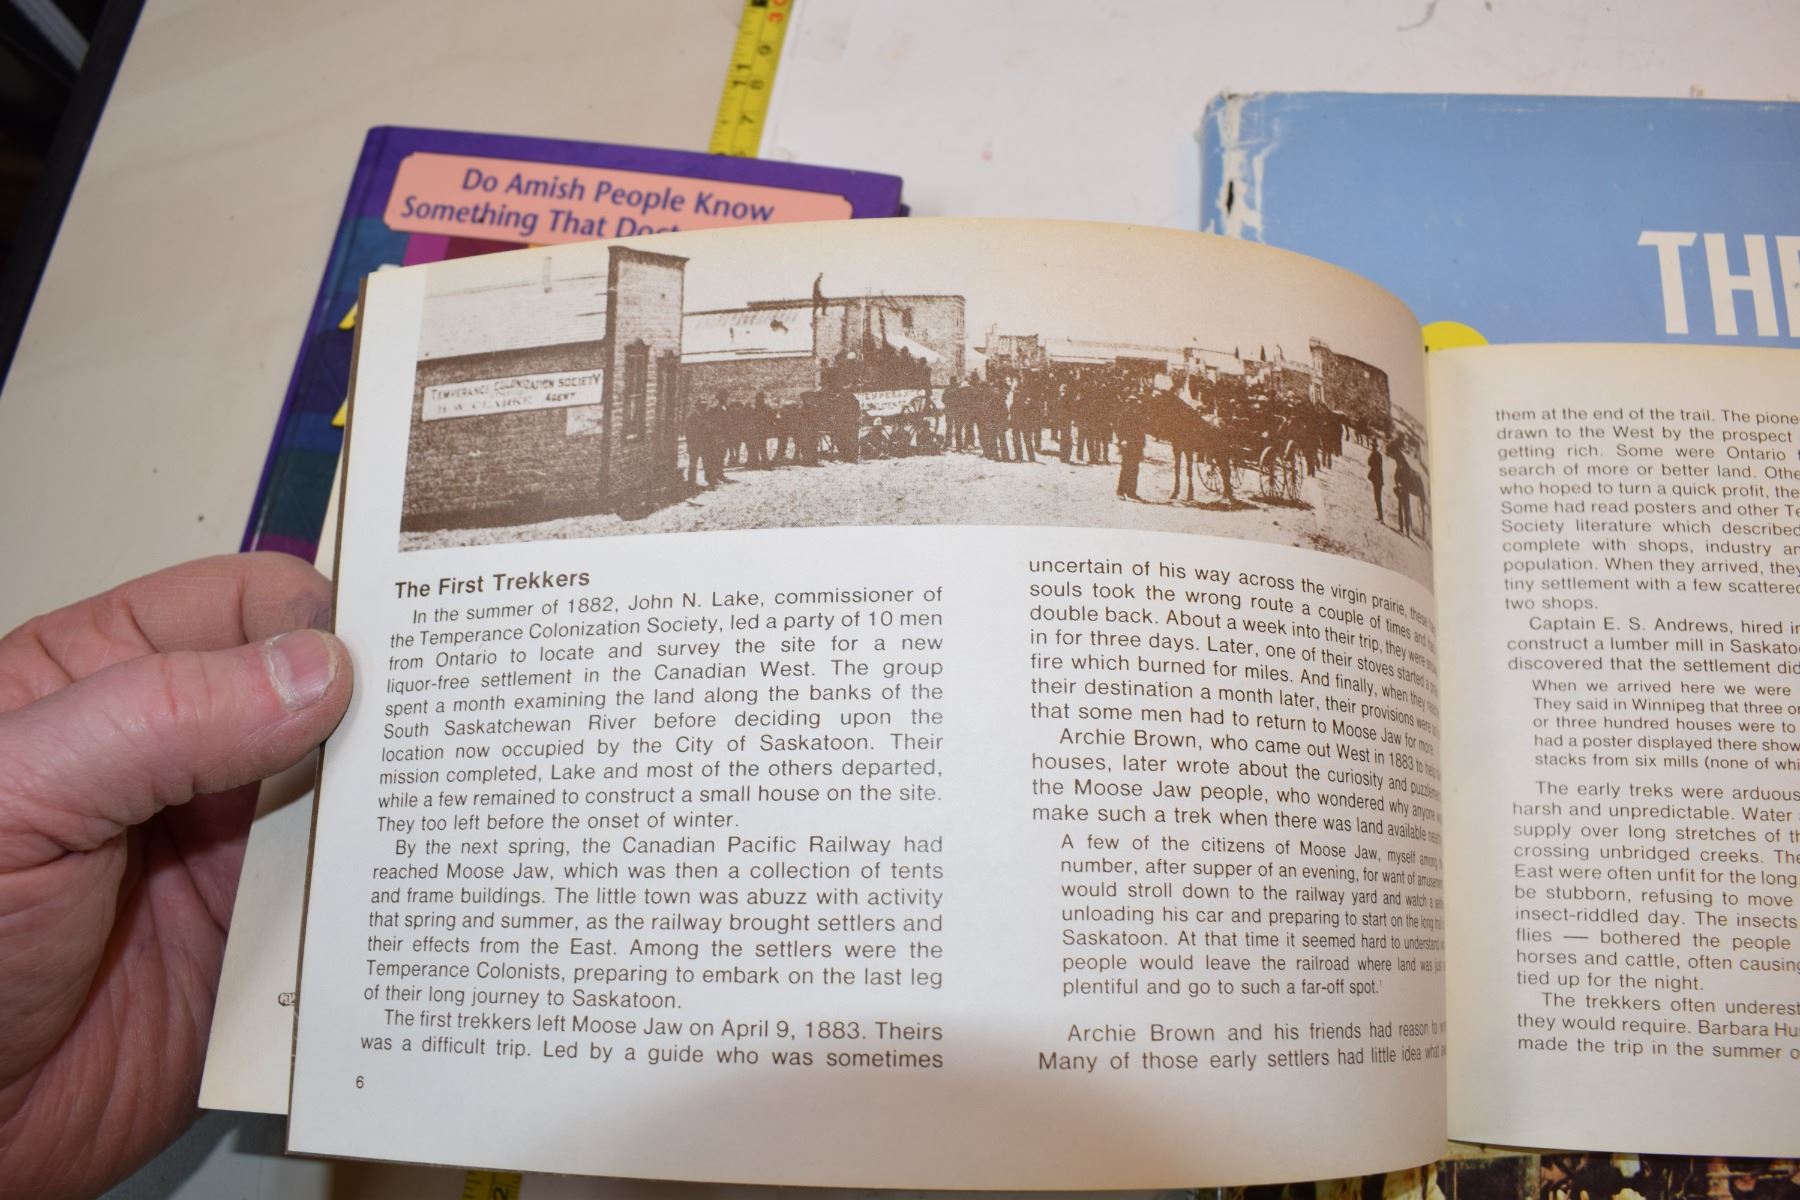 Do Amish People Know
Something That
THE
TEMPERANCE COLONIZATION SOCIETY
AGENT
TEMPERANCE
The First Trekkers
In the summer of 1882, John N. Lake, commissioner of
the Temperance Colonization Society, led a party of 10 men
from Ontario to locate and survey the site for a new
liquor-free settlement in the Canadian West. The group
spent a month examining the land along the banks of the
South Saskatchewan River before deciding upon the
location now occupied by the City of Saskatoon. Their
mission completed, Lake and most of the others departed,
while a few remained to construct a small house on the site.
They too left before the onset of winter.
By the next spring, the Canadian Pacific Railway had
reached Moose Jaw, which was then a collection of tents
and frame buildings. The little town was abuzz with activity
that spring and summer, as the railway brought settlers and
their effects from the East. Among the settlers were the
Temperance Colonists, preparing to embark on the last leg
of their long journey to Saskatoon.
The first trekkers left Moose Jaw on April 9, 1883. Theirs
was a difficult trip. Led by a guide who was sometimes
6
uncertain of his way across the virgin prairie, these
souls took the wrong route a couple of times and
double back. About a week into their trip, they were
in for three days. Later, one of their stoves started a
fire which burned for miles. And finally, when they
their destination a month later, their provisions were
that some men had to return to Moose Jaw for more.
Archie Brown, who came out West in 1883 to
houses, later wrote about the curiosity and
the Moose Jaw people, who wondered why anyone
make such a trek when there was land available
A few of the citizens of Moose Jaw, myself among
number, after supper of an evening, for want of
would stroll down to the railway yard and watch a
unloading his car and preparing to start on the long trail
Saskatoon. At that time it seemed hard to understand
people would leave the railroad where land was just
plentiful and go to such a far-off spot.¹
Archie Brown and his friends had reason to
Many of those early settlers had little idea what
them at the end of the trail. The
drawn to the West by the prospect
getting rich. Some were Ontario
search of more or better land.
who hoped to turn a quick profit,
Some had read posters and other
Society literature which described
complete with shops, industry
population. When they arrived, they
tiny settlement with a few scattered
two shops.
Captain E. S. Andrews, hired
construct a lumber mill in
discovered that the settlement
When we arrived here we were
They said in Winnipeg that three
or three hundred houses were to
had a poster displayed there
stacks from six mills (none of
The early treks were arduous
harsh and unpredictable. Water
supply over long stretches of
crossing unbridged creeks.
East were often unfit for the long
be stubborn, refusing to move
insect-riddled day. The insects
flies — bothered the people
horses and cattle, often causing
tied up for the night.
The trekkers often
they would require. Barbara
made the trip in the summer